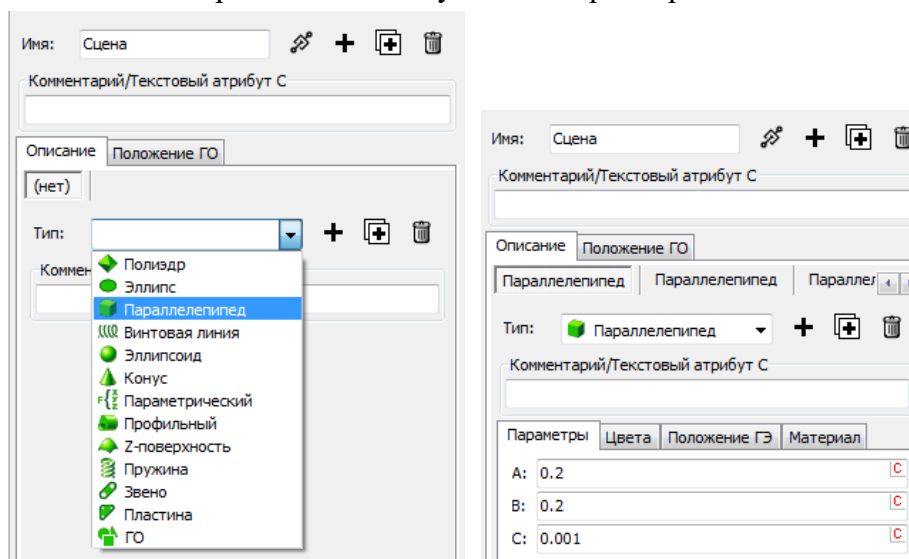 Имя: Сцена
Комментарий/Текстовый атрибут С
Описание Положение ГО
(нет)
Тип:
Коммен
Полиэдр
Эллипс
Параллелепипед
Винтовая линия
Эллипсоид
Конус
Параметрический
Профильный
Z-поверхность
Пружина
Звено
Пластина
ГО
Имя: Сцена
Комментарий/Текстовый атрибут С
Описание Положение ГО
Параллелепипед Параллелепипед Параллел
Тип: Параллелепипед
Комментарий/Текстовый атрибут С
Параметры Цвета Положение ГЭ Материал
A: 0.2 C
B: 0.2 C
C: 0.001 C